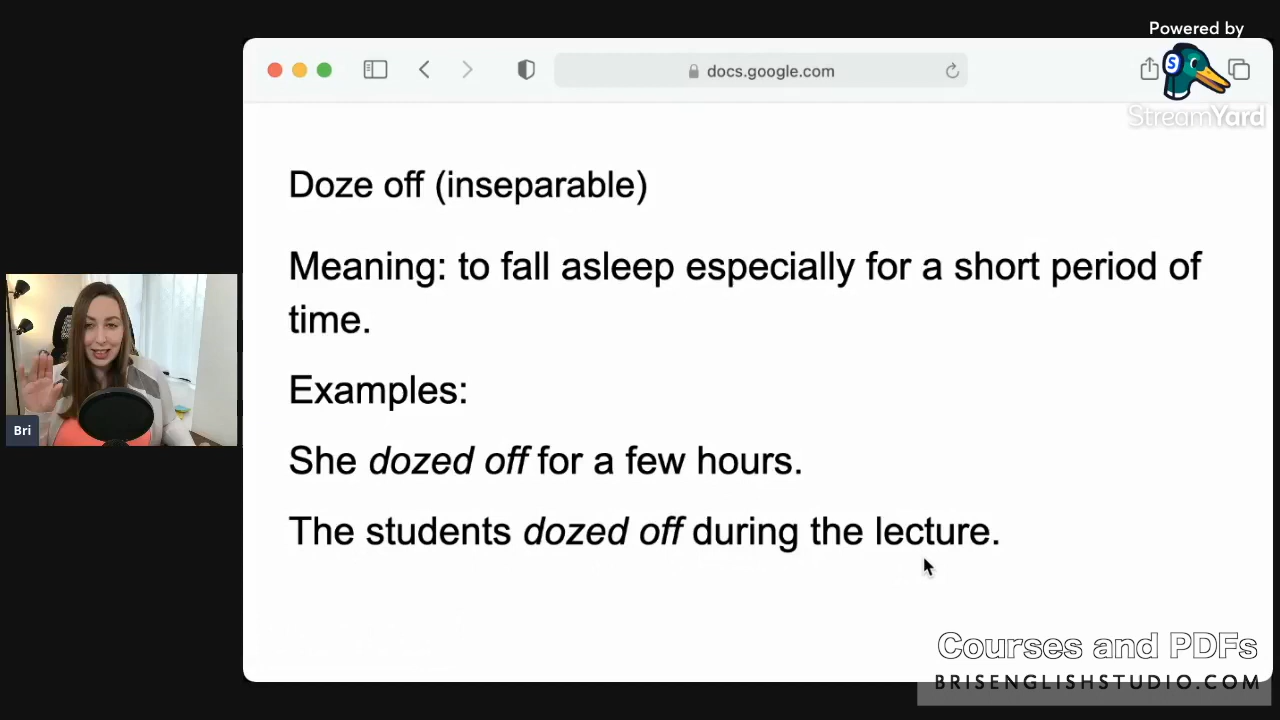 Powered by
StreamYard
docs.google.com
Doze off (inseparable)
Meaning: to fall asleep especially for a short period of
time.
Examples:
She dozed off for a few hours.
The students dozed off during the lecture.
Bri
Courses and PDFs
BRISENGLISHSTUDIO.COM